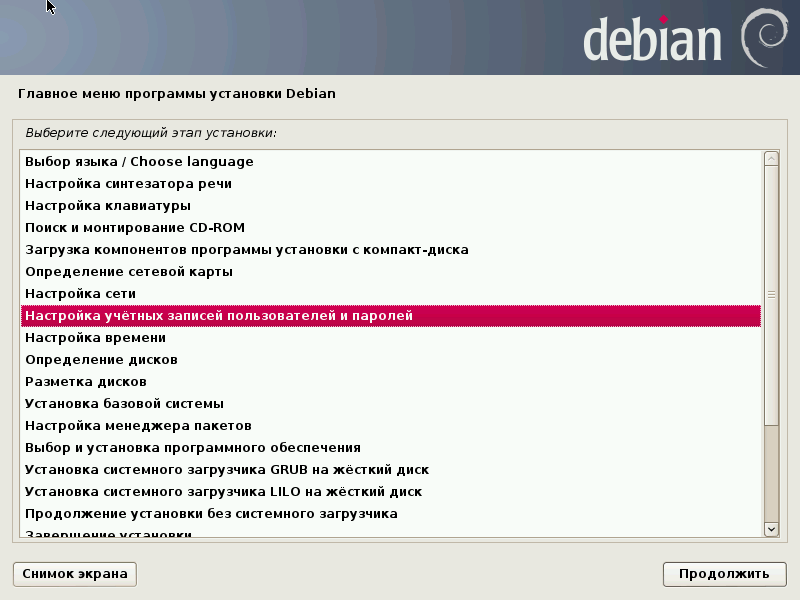 debian
Главное меню программы установки Debian
Выберите следующий этап установки:
Выбор языка / Choose language
Настройка синтезатора речи
Настройка клавиатуры
Поиск и монтирование CD-ROM
Загрузка компонентов программы установки с компакт-диска
Определение сетевой карты
Настройка сети
Настройка учётных записей пользователей и паролей
Настройка времени
Определение дисков
Разметка дисков
Установка базовой системы
Настройка менеджера пакетов
Выбор и установка программного обеспечения
Установка системного загрузчика GRUB на жёсткий диск
Установка системного загрузчика LILO на жёсткий диск
Продолжение установки без системного загрузчика
Завершение установки
Снимок экрана
Продолжить